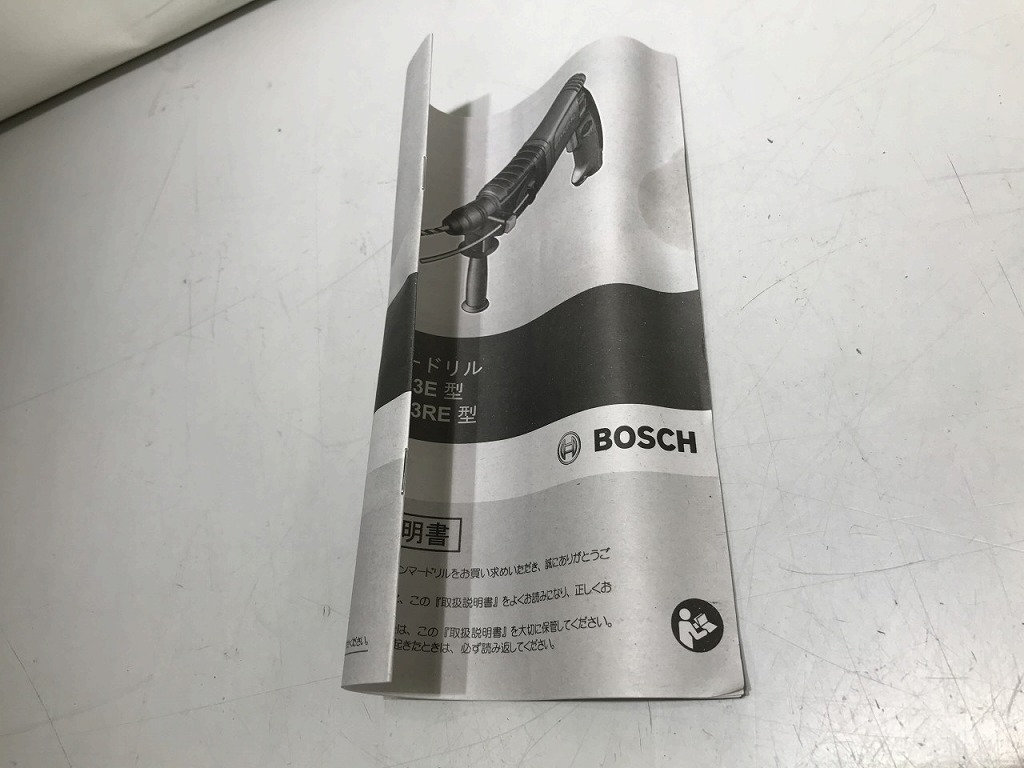 ードリル
3E 型
3RE 型
BOSCH
明書
ンマードリルをお買い求めいただき、誠にありがとうご
、この『取扱説明書』をよくお読みになり、正しくお
は、この『取扱説明書』を大切に保管してください。
起きたときは、必ず読み返してください。
ください。